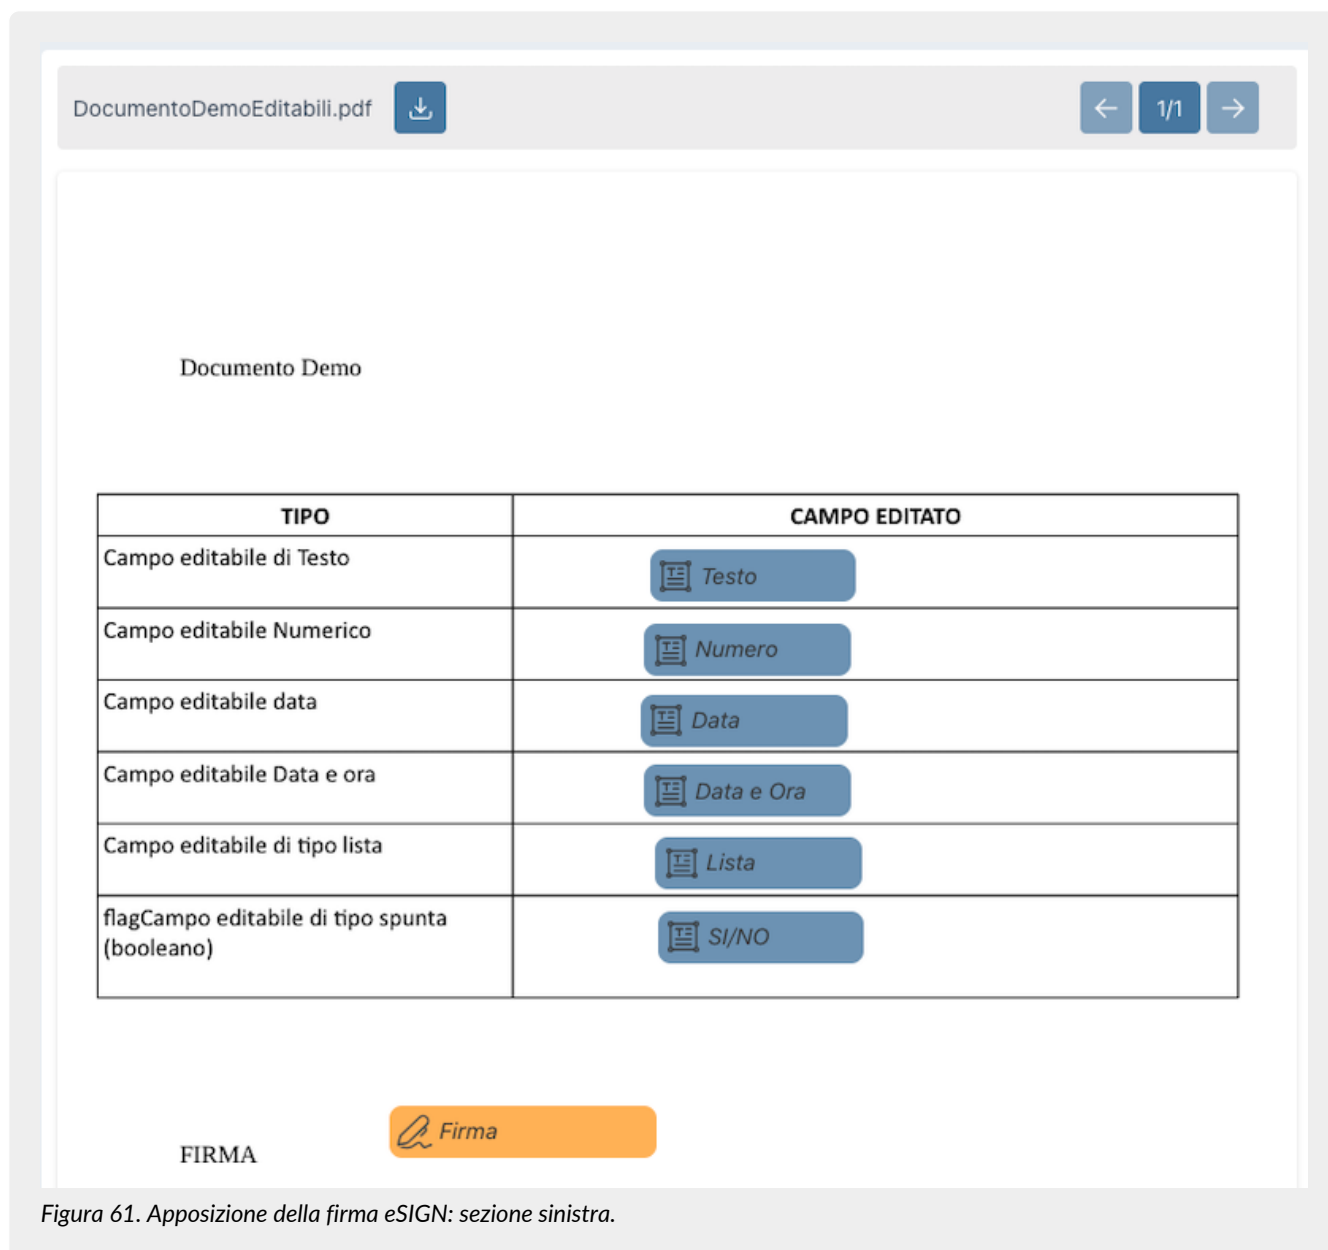 DocumentoDemoEditabili.pdf 1/1
Documento Demo
TIPO CAMPO EDITATO
Campo editabile di Testo Testo
Campo editabile Numerico Numero
Campo editabile data Data
Campo editabile Data e ora Data e Ora
Campo editabile di tipo lista Lista
flagCampo editabile di tipo spunta SI/NO
(booleano)
Firma
FIRMA
Figura 61. Apposizione della firma eSIGN: sezione sinistra.